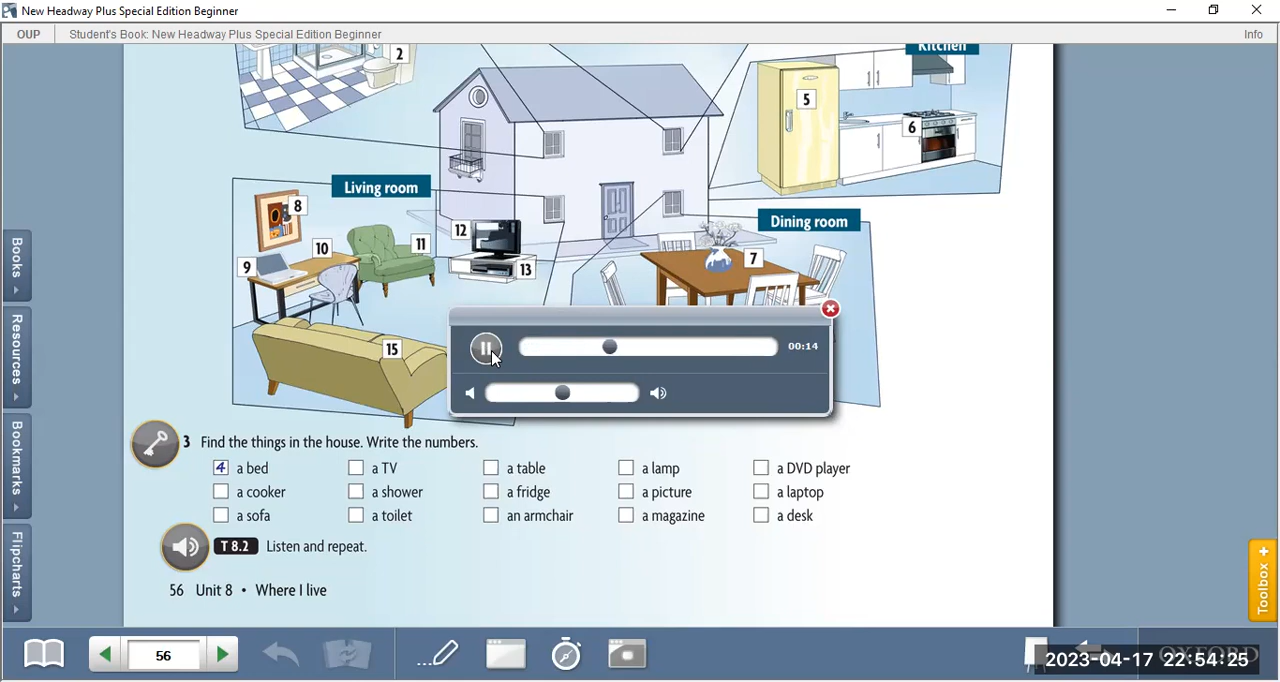 New Headway Plus Special Edition Beginner
OUP
Student's Book: New Headway Plus Special Edition Beginner
Info
Kitchen
2
5
6
Living room
Dining room
8
12
7
11
10
9
13
15
00:14
Books
Resources
Bookmarks
Flipcharts
3 Find the things in the house. Write the numbers.
4 a bed
a TV
a table
a lamp
a DVD player
a cooker
a shower
a fridge
a picture
a laptop
a sofa
a toilet
an armchair
a magazine
a desk
T 8.2 Listen and repeat.
56 Unit 8 • Where I live
Toolbox +
56
OXFORD
2023-04-17 22:54:25